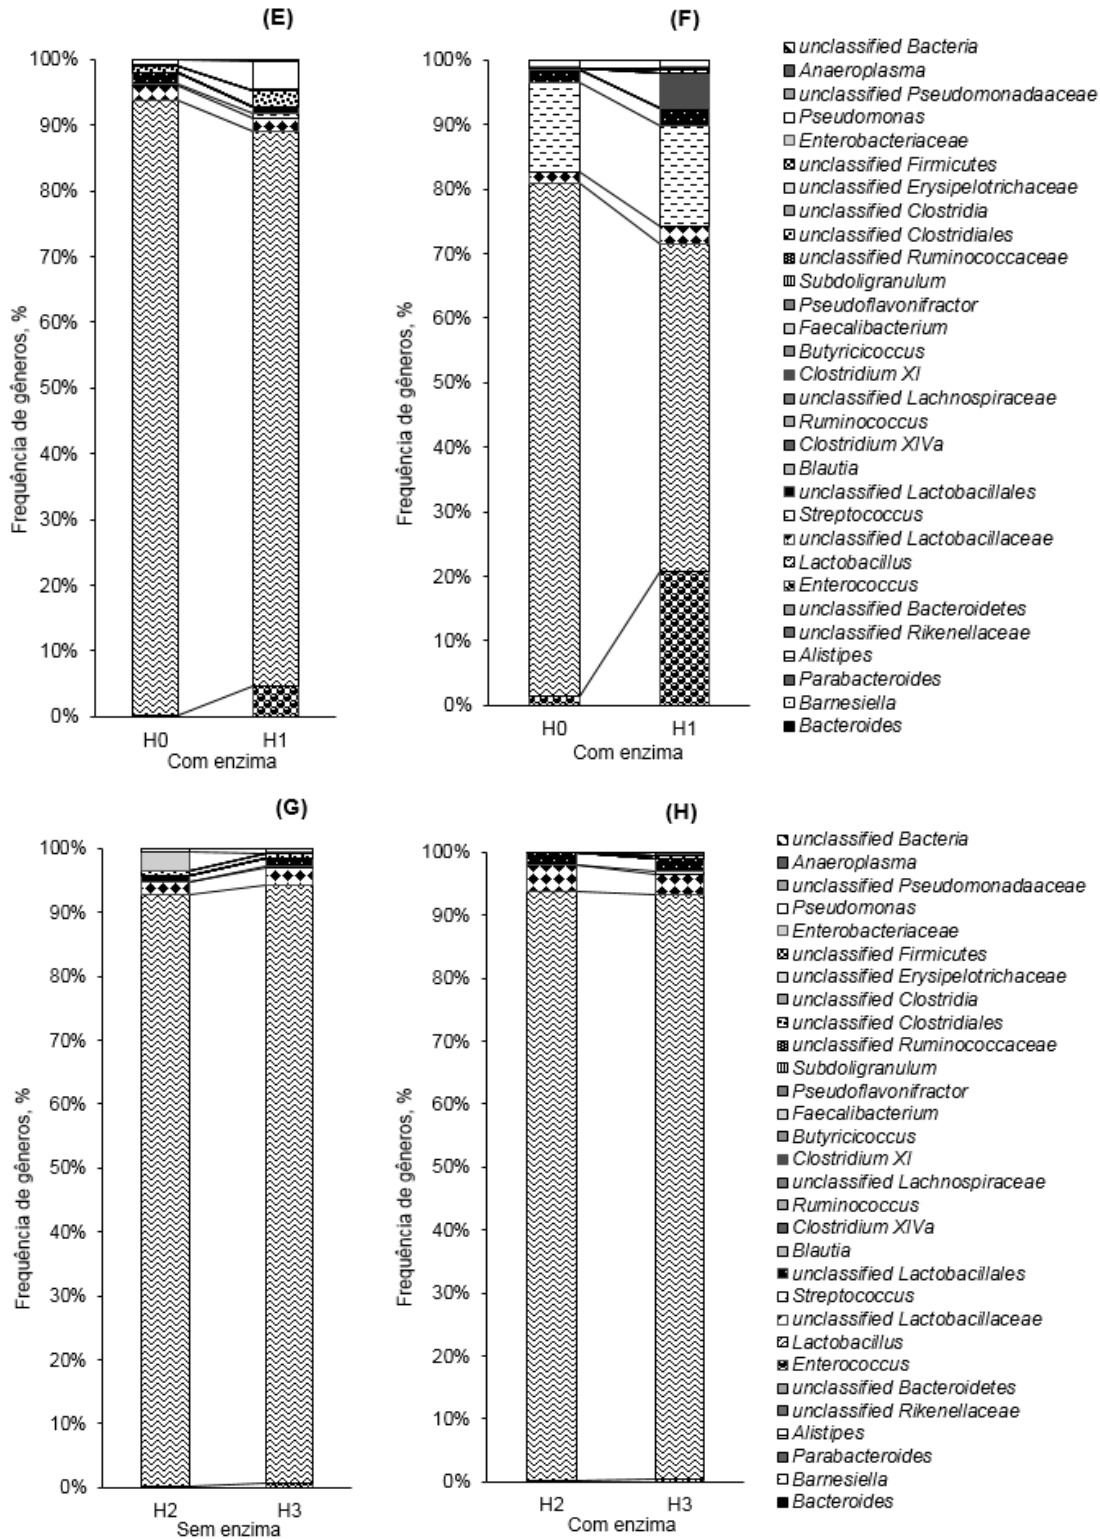 (E)
Frequência de gêneros, %
100%
90%
80%
70%
60%
50%
40%
30%
20%
10%
0%
H0 H1
Com enzima
(F)
Frequência de gêneros, %
100%
90%
80%
70%
60%
50%
40%
30%
20%
10%
0%
H0 H1
Com enzima
unclassified Bacteria
Anaeroplasma
unclassified Pseudomonadaaceae
Pseudomonas
Enterobacteriaceae
unclassified Firmicutes
unclassified Erysipelotrichaceae
unclassified Clostridia
unclassified Clostridiales
unclassified Ruminococcaceae
Subdoligranulum
Pseudoflavonifractor
Faecalibacterium
Butyricicoccus
Clostridium XI
unclassified Lachnospiraceae
Ruminococcus
Clostridium XIVa
Blautia
unclassified Lactobacillales
Streptococcus
unclassified Lactobacillaceae
Lactobacillus
Enterococcus
unclassified Bacteroidetes
unclassified Rikenellaceae
Alistipes
Parabacteroides
Barnesiella
Bacteroides
(G)
Frequência de gêneros, %
100%
90%
80%
70%
60%
50%
40%
30%
20%
10%
0%
H2 H3
Sem enzima
(H)
Frequência de gêneros, %
100%
90%
80%
70%
60%
50%
40%
30%
20%
10%
0%
H2 H3
Com enzima
unclassified Bacteria
Anaeroplasma
unclassified Pseudomonadaaceae
Pseudomonas
Enterobacteriaceae
unclassified Firmicutes
unclassified Erysipelotrichaceae
unclassified Clostridia
unclassified Clostridiales
unclassified Ruminococcaceae
Subdoligranulum
Pseudoflavonifractor
Faecalibacterium
Butyricicoccus
Clostridium XI
unclassified Lachnospiraceae
Ruminococcus
Clostridium XIVa
Blautia
unclassified Lactobacillales
Streptococcus
unclassified Lactobacillaceae
Lactobacillus
Enterococcus
unclassified Bacteroidetes
unclassified Rikenellaceae
Alistipes
Parabacteroides
Barnesiella
Bacteroides